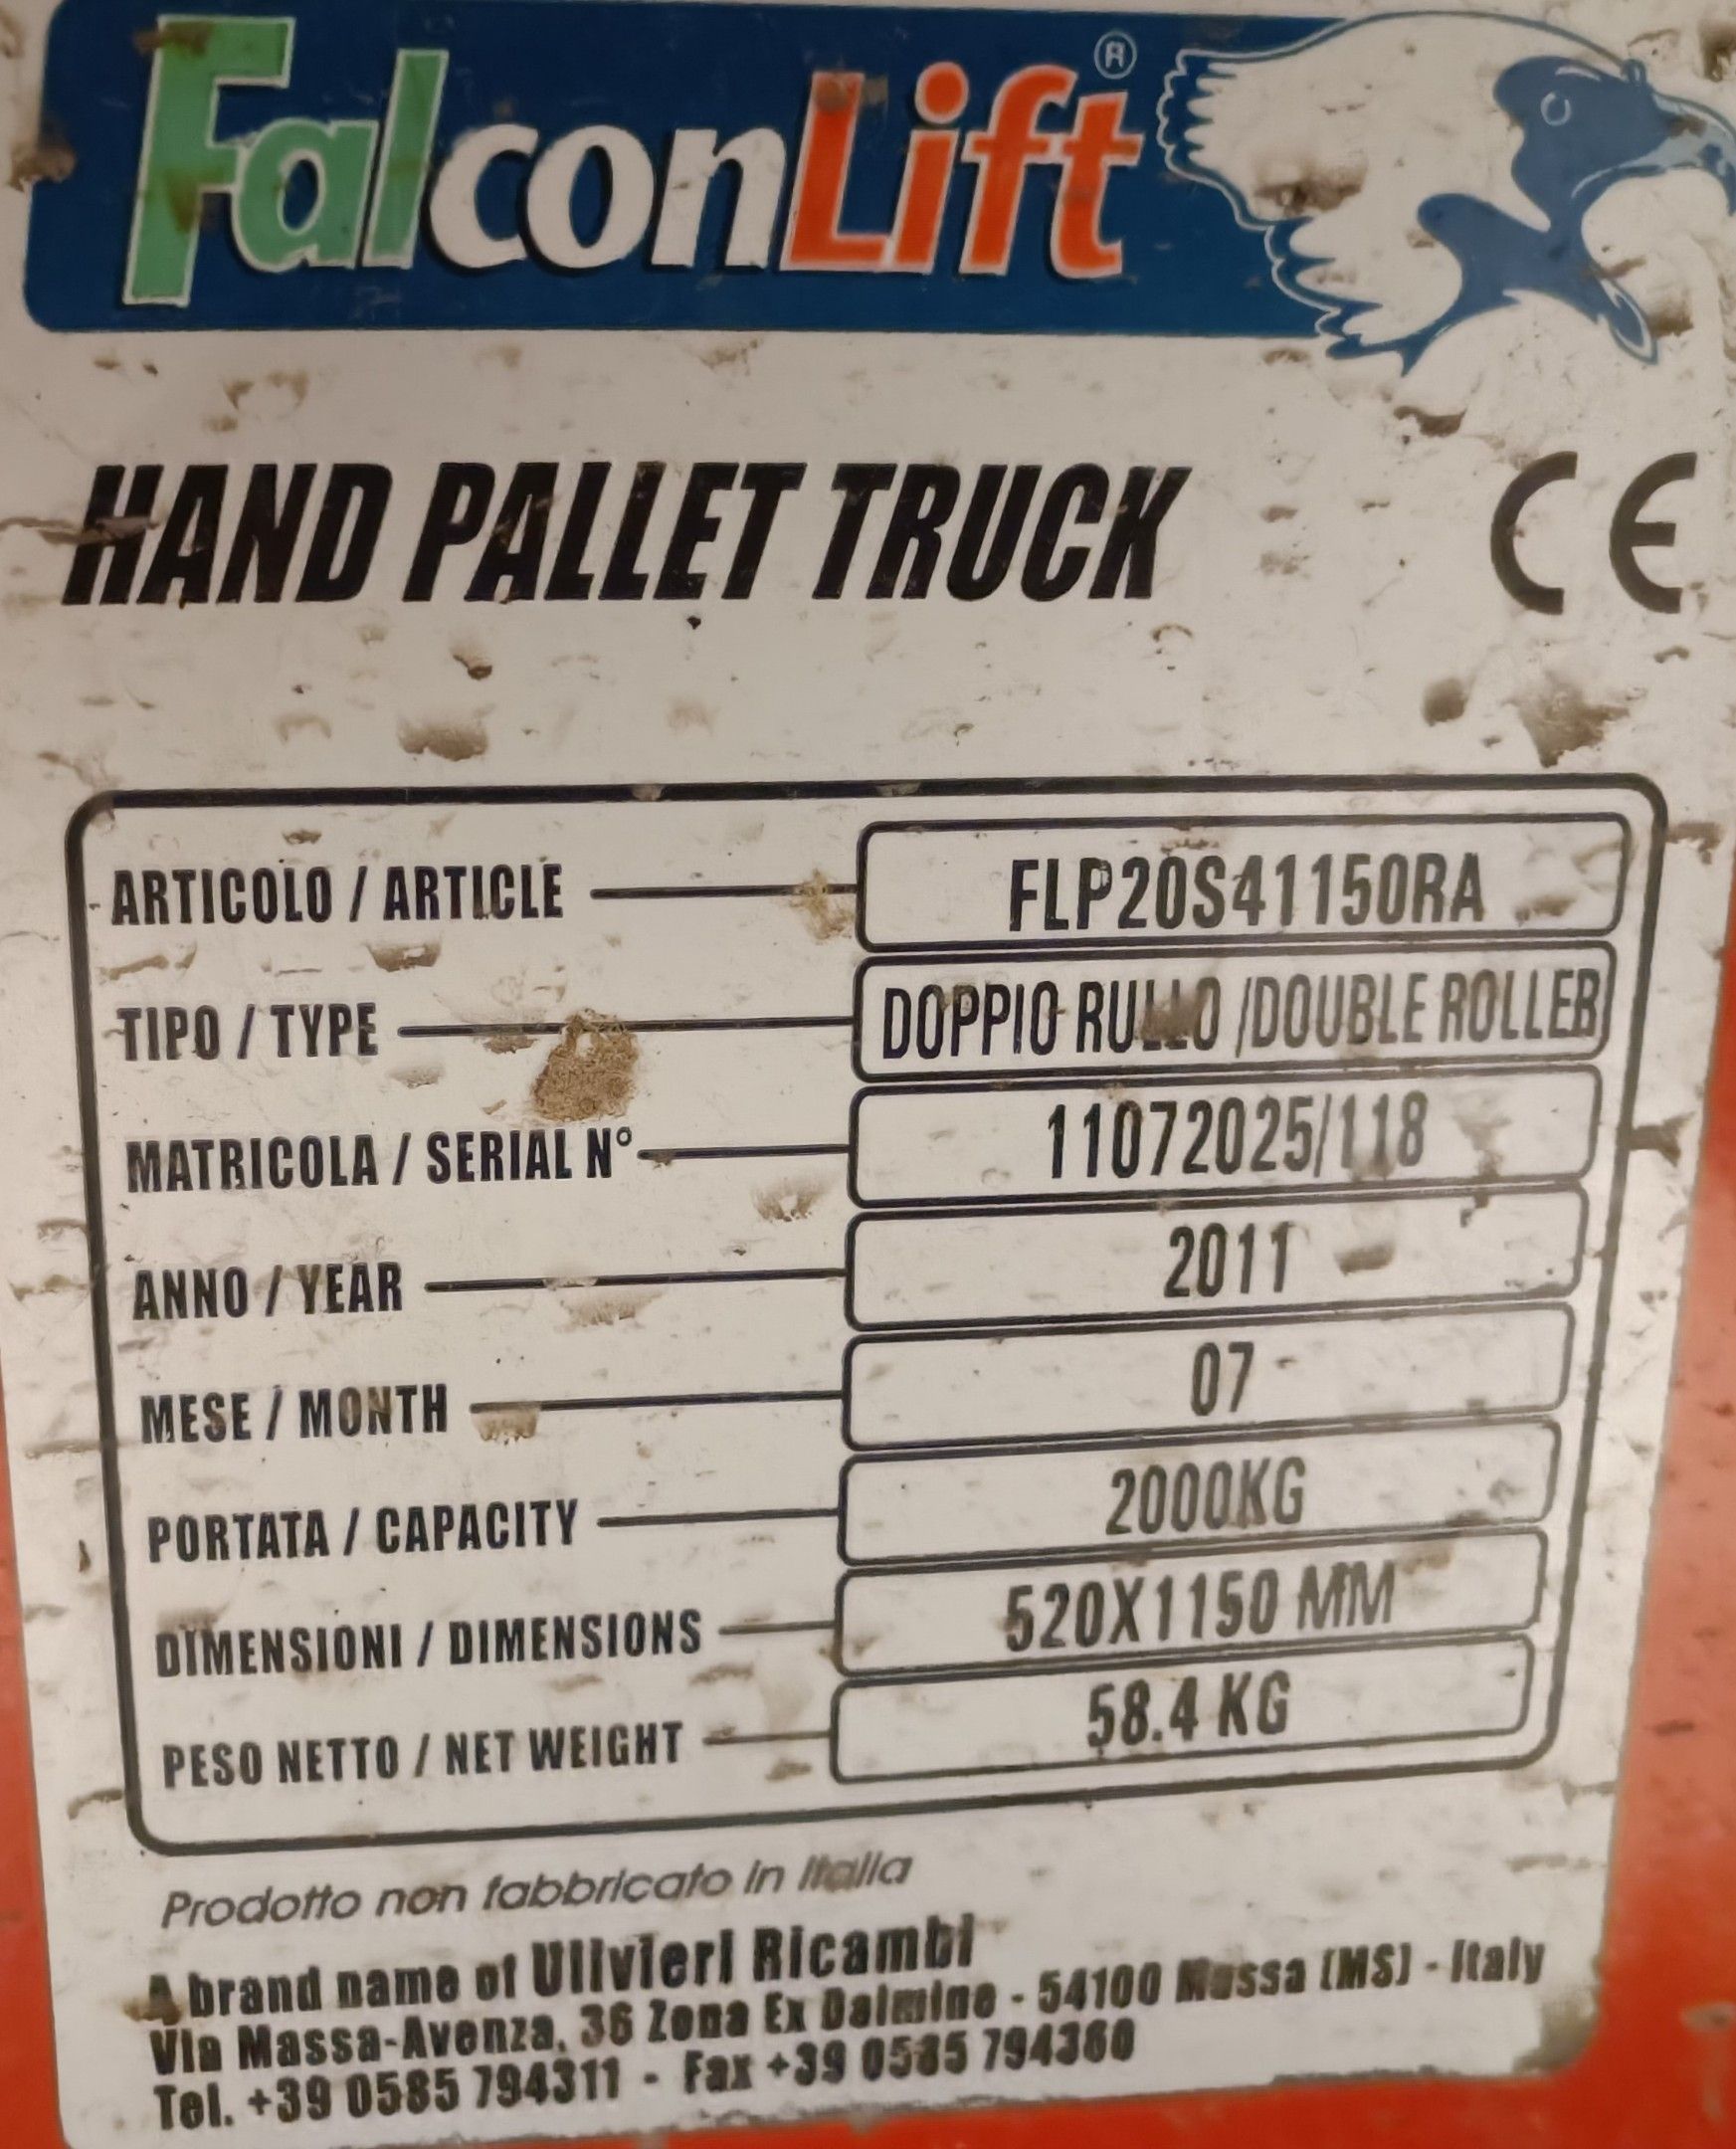 FalconLift®
HAND PALLET TRUCK CE
ARTICOLO / ARTICLE FLP20S41150RA
TIPO / TYPE DOPPIO RULLO /DOUBLE ROLLER
MATRICOLA / SERIAL N° 11072025/118
ANNO / YEAR 2011
MESE / MONTH 07
PORTATA / CAPACITY 2000KG
DIMENSIONI / DIMENSIONS 520X1150 MM
PESO NETTO / NET WEIGHT 58.4 KG
Prodotto non fabbricato in Italia
A brand name of Ulivieri Ricambi
Via Massa-Avenza, 36 Zona Ex Dalmine - 54100 Massa (MS) - Italy
Tel. +39 0585 794311 - Fax +39 0585 794360